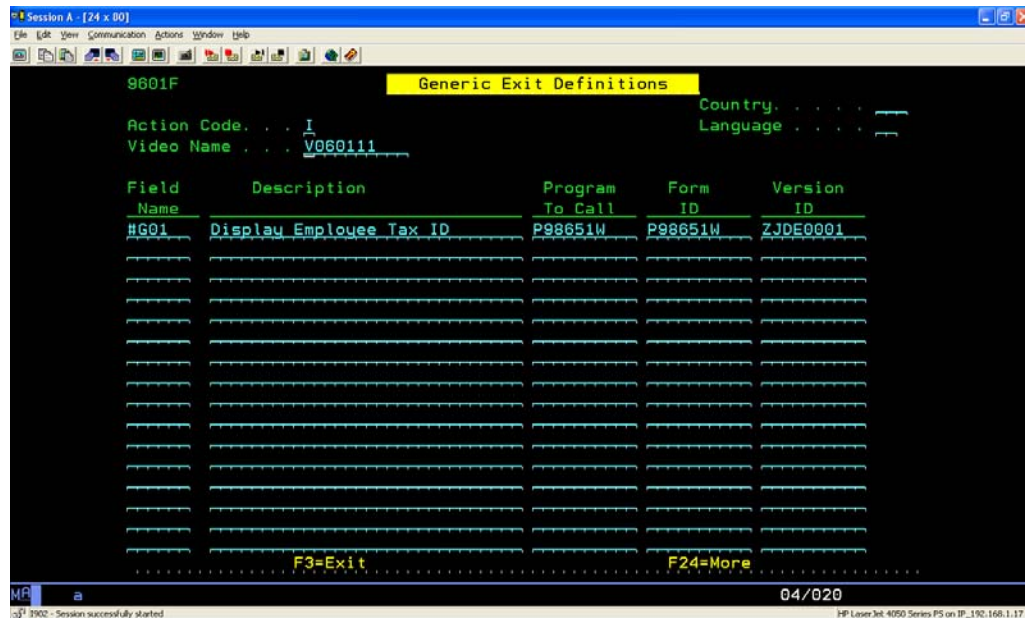 Session A - [24 x 80]
File Edit View Communication Actions Window Help
9601F Generic Exit Definitions
Country. . . . .
Action Code. . . I Language . . . .
Video Name . . . V060111
Field Description Program Form Version
Name To Call ID ID
#G01 Display Employee Tax ID P98651W P98651W ZJDE0001
F3=Exit F24=More
MA a 04/020
I902 - Session successfully started HP LaserJet 4050 Series PS on IP_192.168.1.17